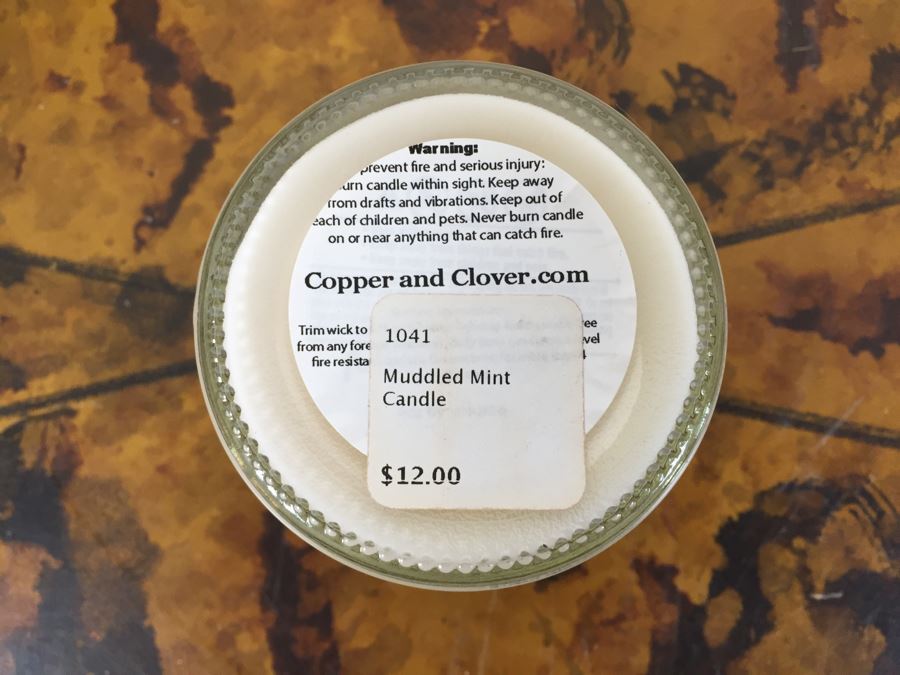 Warning:
prevent fire and serious injury:
urn candle within sight. Keep away
from drafts and vibrations. Keep out of
each of children and pets. Never burn candle
on or near anything that can catch fire.
Copper and Clover.com
Trim wick to
from any fore
fire resista
1041
Muddled Mint
Candle
$12.00